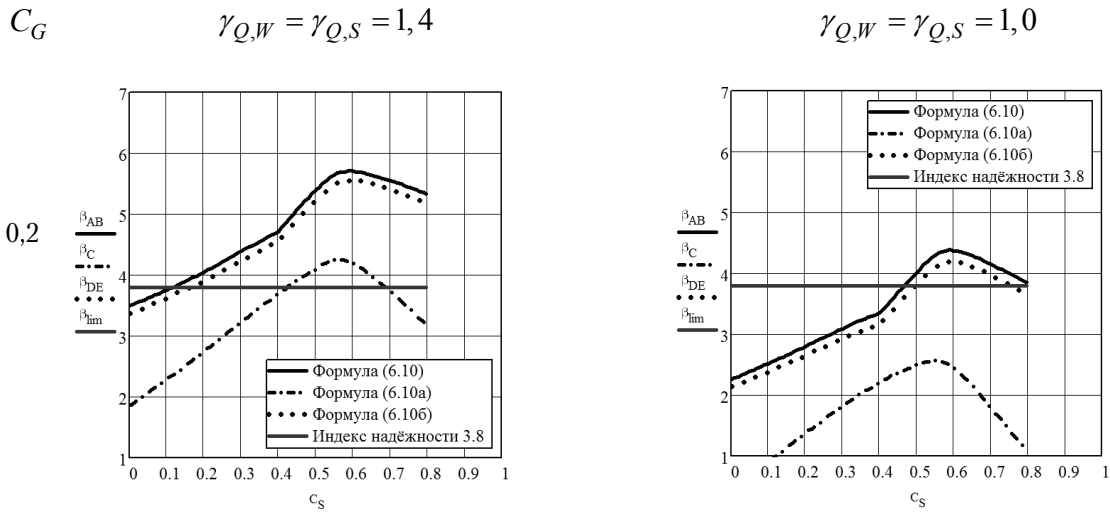 C_G γ_{Q,W} = γ_{Q,S} = 1,4 γ_{Q,W} = γ_{Q,S} = 1,0
0,2
7
6
5
4
3
2
1
β_AB
β_C
β_DE
β_lim
Формула (6.10)
Формула (6.10а)
Формула (6.10б)
Индекс надёжности 3.8
0 0.1 0.2 0.3 0.4 0.5 0.6 0.7 0.8 0.9 1
c_S
7
6
5
4
3
2
1
β_AB
β_C
β_DE
β_lim
Формула (6.10)
Формула (6.10а)
Формула (6.10б)
Индекс надёжности 3.8
0 0.1 0.2 0.3 0.4 0.5 0.6 0.7 0.8 0.9 1
c_S